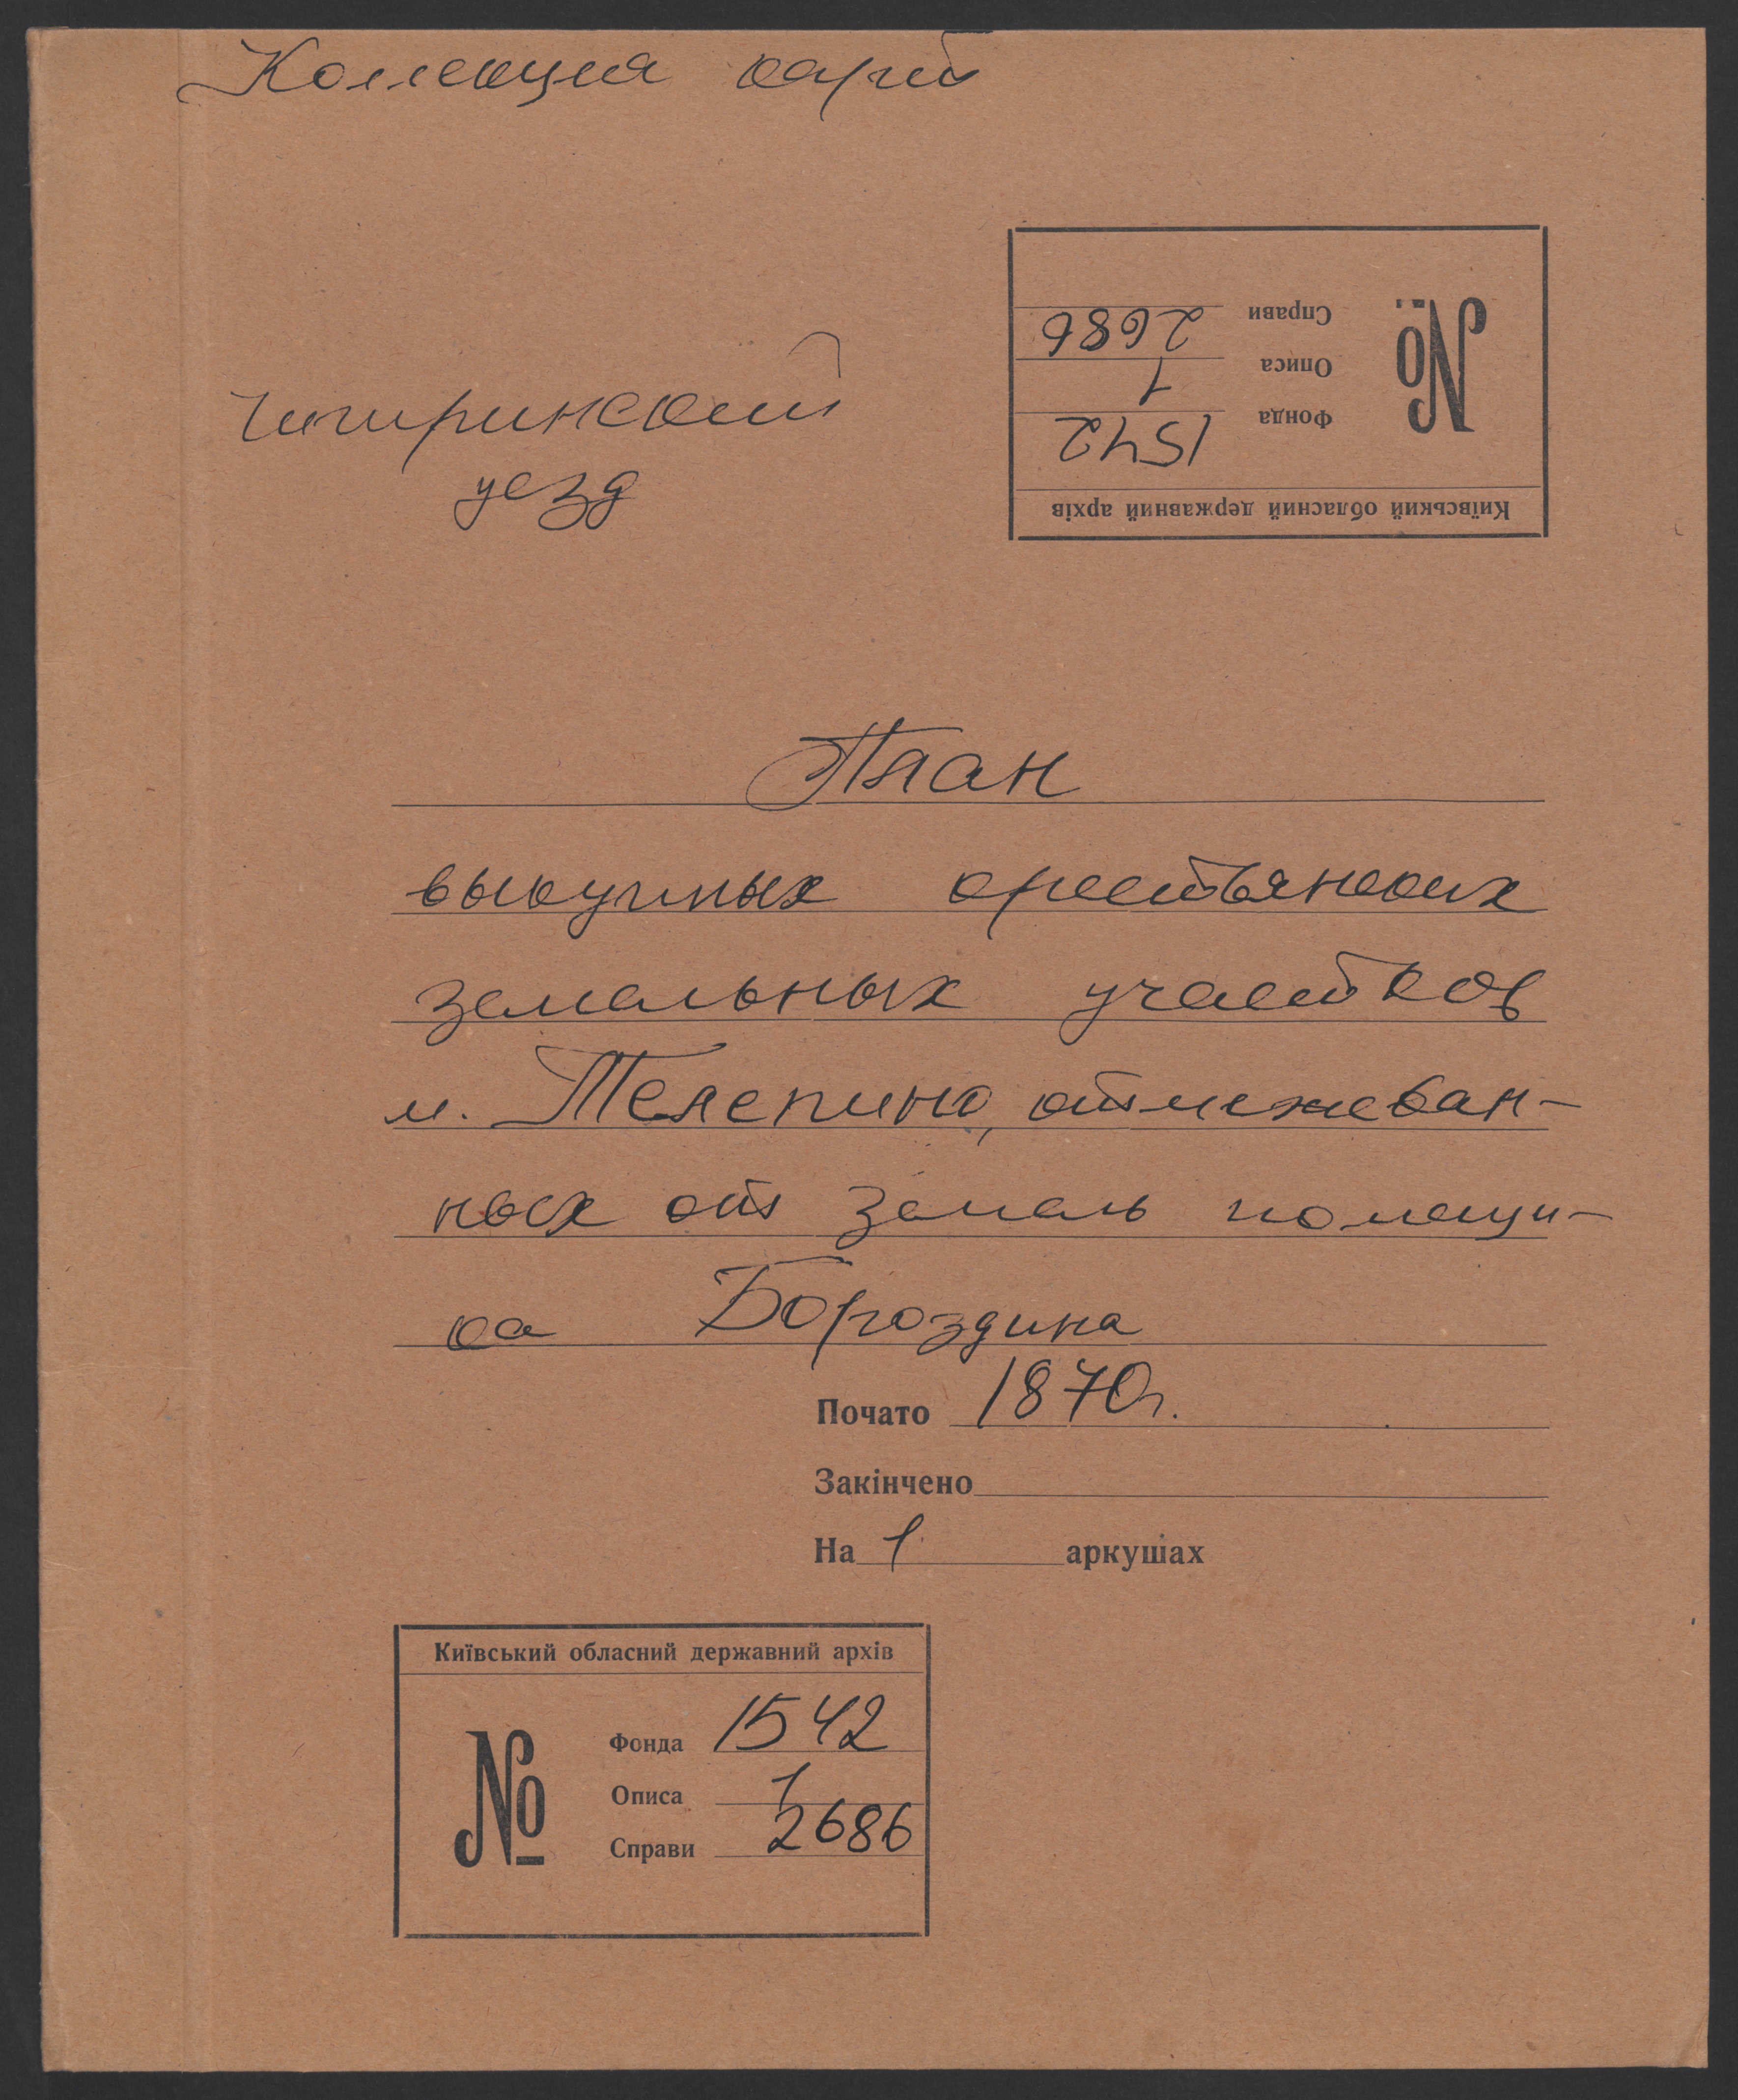 Колекция карт
Справи 2686
Описа 1
Фонда 1542
№
Київський обласний державний архів
Чигиринский
уезд
План
выкупных крестьянских
земельных участков
м. Телепино, отмежеван-
ных от земель помещи-
ка Бороздина
Почато 1870г.
Закінчено
На 1 аркушах
Київський обласний державний архів
№
Фонда 1542
Описа 1
Справи 2686